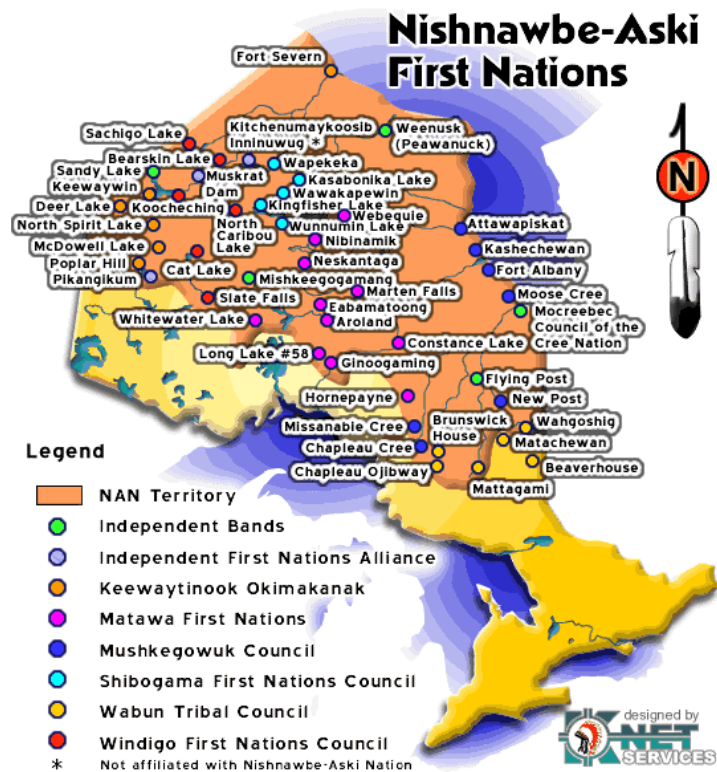 Nishnawbe-Aski
First Nations
Fort Severn
Sachigo Lake
Kitchenumaykoosib
Inninuwug *
Weenusk
(Peawanuck)
Bearskin Lake
Wapekeka
Sandy Lake
Muskrat
Dam
Kasabonika Lake
Keewaywin
Wawakapewin
Deer Lake
Koocheching
Kingfisher Lake
Webequie
North Spirit Lake
North
Caribou
Lake
Wunnumin Lake
Attawapiskat
McDowell Lake
Nibinamik
Kashechewan
Poplar Hill
Cat Lake
Neskantaga
Fort Albany
Pikangikum
Mishkeegogamang
Slate Falls
Marten Falls
Moose Cree
Eabamatoong
Mocreebec
Council of the
Cree Nation
Whitewater Lake
Aroland
Constance Lake
Long Lake #58
Ginoogaming
Flying Post
Hornepayne
New Post
Missanabie Cree
Brunswick
House
Wahgoshig
Chapleau Cree
Matachewan
Chapleau Ojibway
Beaverhouse
Mattagami
N
Legend
NAN Territory
Independent Bands
Independent First Nations Alliance
Keewaytinook Okimakanak
Matawa First Nations
Mushkegowuk Council
Shibogama First Nations Council
Wabun Tribal Council
Windigo First Nations Council
* Not affiliated with Nishnawbe-Aski Nation
designed by
K NET
SERVICES